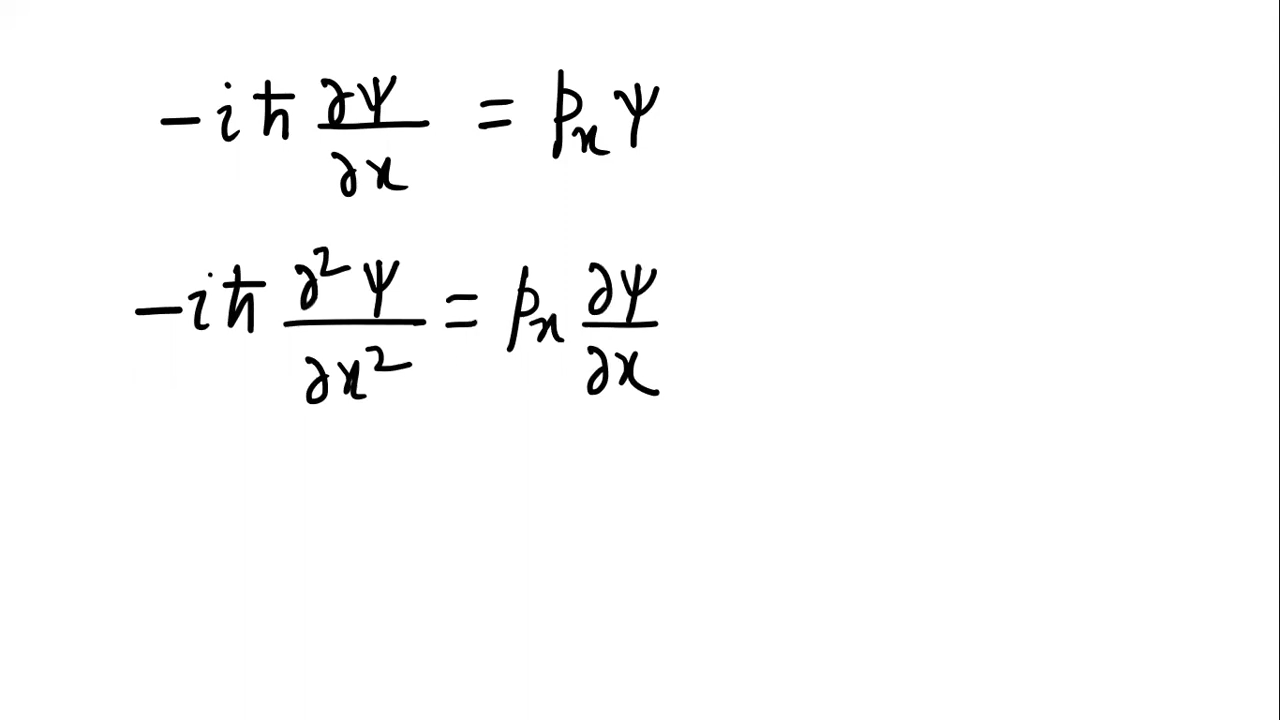 -iħ ∂ψ/∂x = pₓψ
-iħ ∂²ψ/∂x² = pₓ ∂ψ/∂x